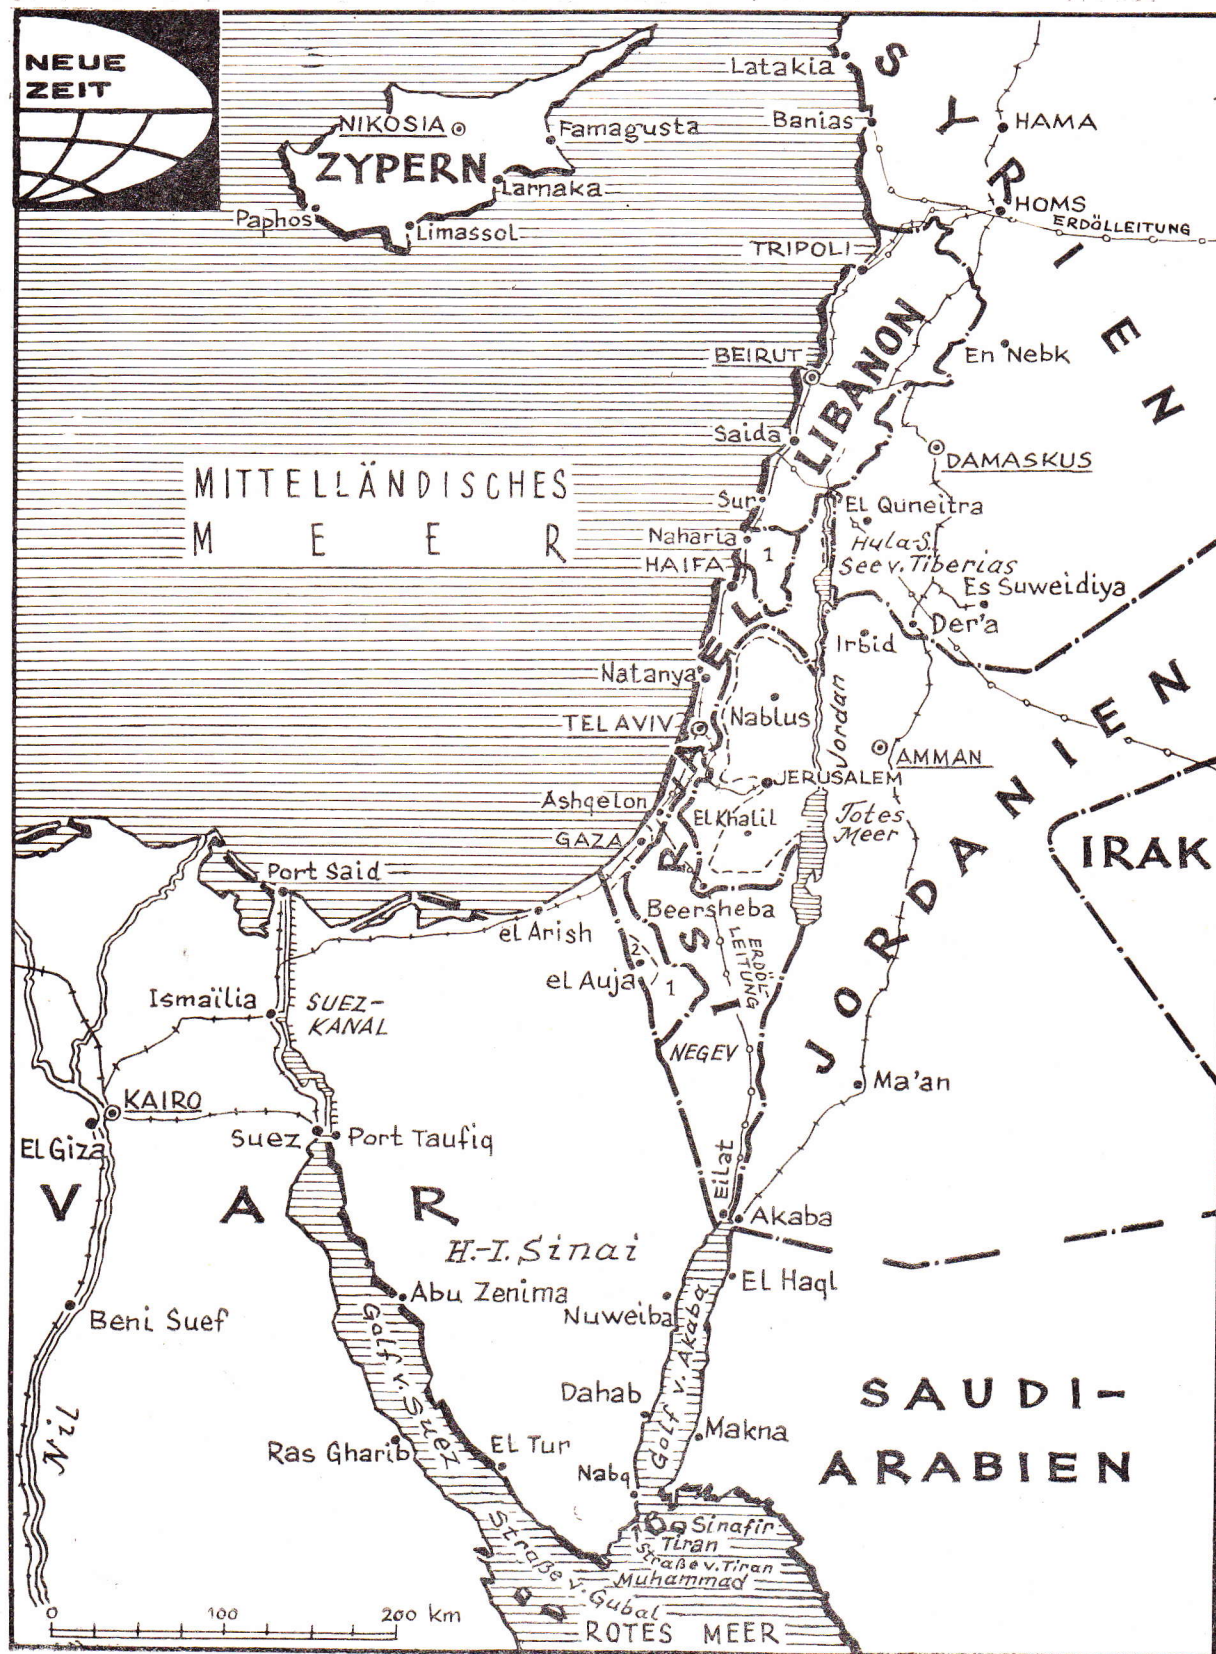 NEUE
ZEIT
Latakia
SYRIEN
Banias
HAMA
NIKOSIA
Famagusta
ZYPERN
Larnaka
HOMS
Paphos
Limassol
ERDÖLLEITUNG
TRIPOLI
LIBANON
BEIRUT
En Nebk
Saida
DAMASKUS
MITTELLÄNDISCHES
MEER
Sur
El Quneitra
Naharia
1
Hula-S.
HAIFA
See v. Tiberias
Es Suweidiya
Der'a
Irbid
ISRAEL
Natanya
Jordan
JORDANIEN
TEL AVIV
Nablus
AMMAN
JERUSALEM
Ashqelon
El Khalil
Totes
Meer
GAZA
IRAK
Port Said
Beersheba
el Arish
ERDÖL-
LEITUNG
2
el Auja
1
Ismaïlia
SUEZ-
KANAL
NEGEV
Ma'an
KAIRO
Suez
Port Taufiq
El Giza
Eilat
VAR
Akaba
H.-I. Sinai
El Haql
Abu Zenima
Nuweiba
Beni Suef
Golf v. Suez
Golf v. Akaba
Dahab
SAUDI-
ARABIEN
Makna
Nil
Ras Gharib
El Tur
Nabq
Sinafir
Tiran
Straße v. Tiran
Muhammad
Straße v. Gubal
0 100 200 km
ROTES MEER